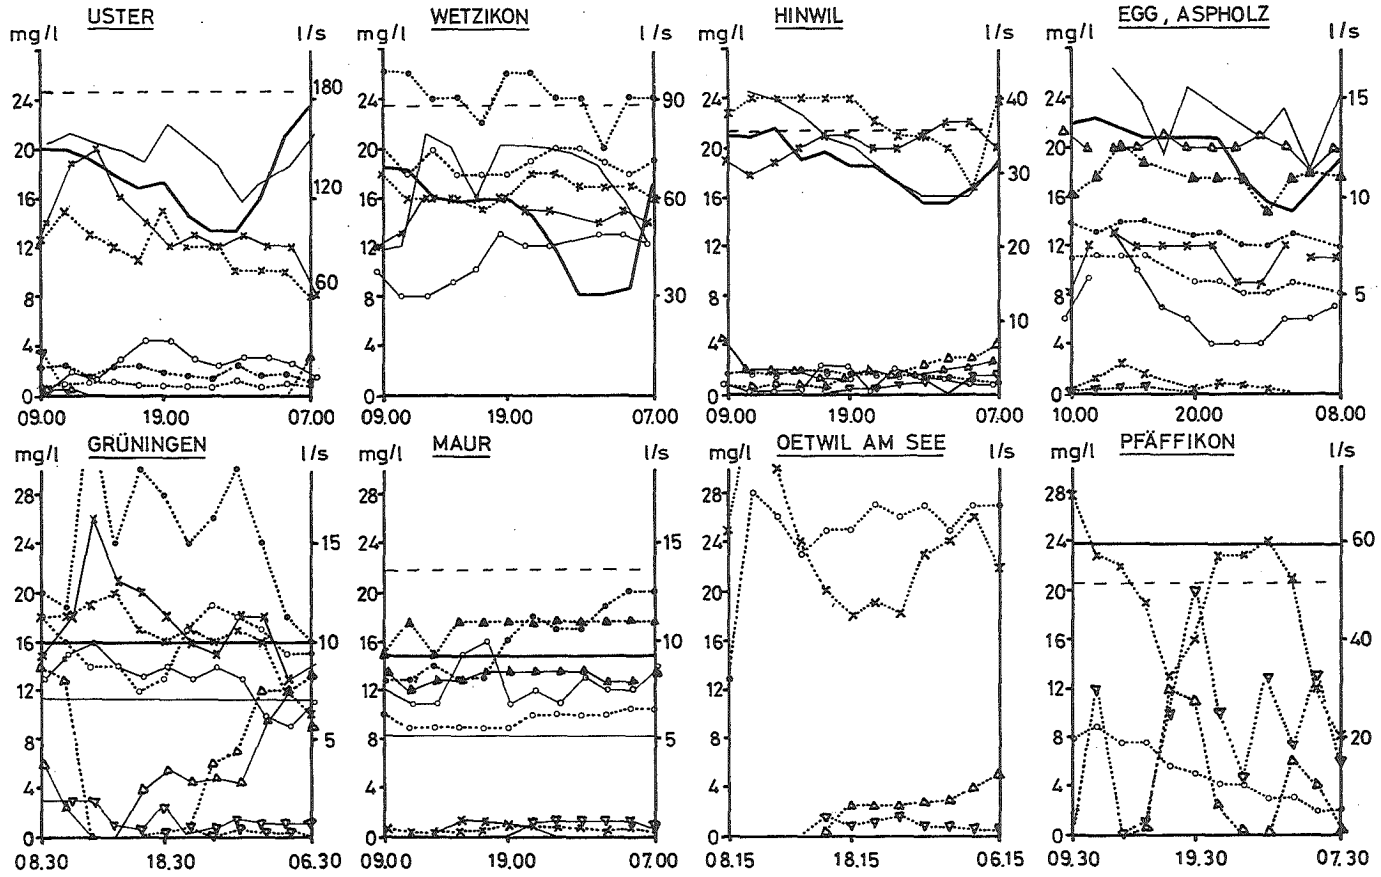 USTER
mg/l l/s
24 180
20
16 120
12
8 60
4
0
09.00 19.00 07.00
WETZIKON
mg/l l/s
24 90
20
16 60
12
8 30
4
0
09.00 19.00 07.00
HINWIL
mg/l l/s
24 40
20 30
16
12 20
8 10
4
0
09.00 19.00 07.00
EGG, ASPHOLZ
mg/l l/s
24 15
20
16 10
12
8 5
4
0
10.00 20.00 08.00
GRÜNINGEN
mg/l l/s
28
24 15
20
16 10
12
8 5
4
0
08.30 18.30 06.30
MAUR
mg/l l/s
28
24 15
20
16 10
12
8 5
4
0
09.00 19.00 07.00
OETWIL AM SEE
mg/l l/s
28
24
20
16
12
8
4
0
08.15 18.15 06.15
PFÄFFIKON
mg/l l/s
28
24 60
20
16 40
12
8 20
4
0
09.30 19.30 07.30